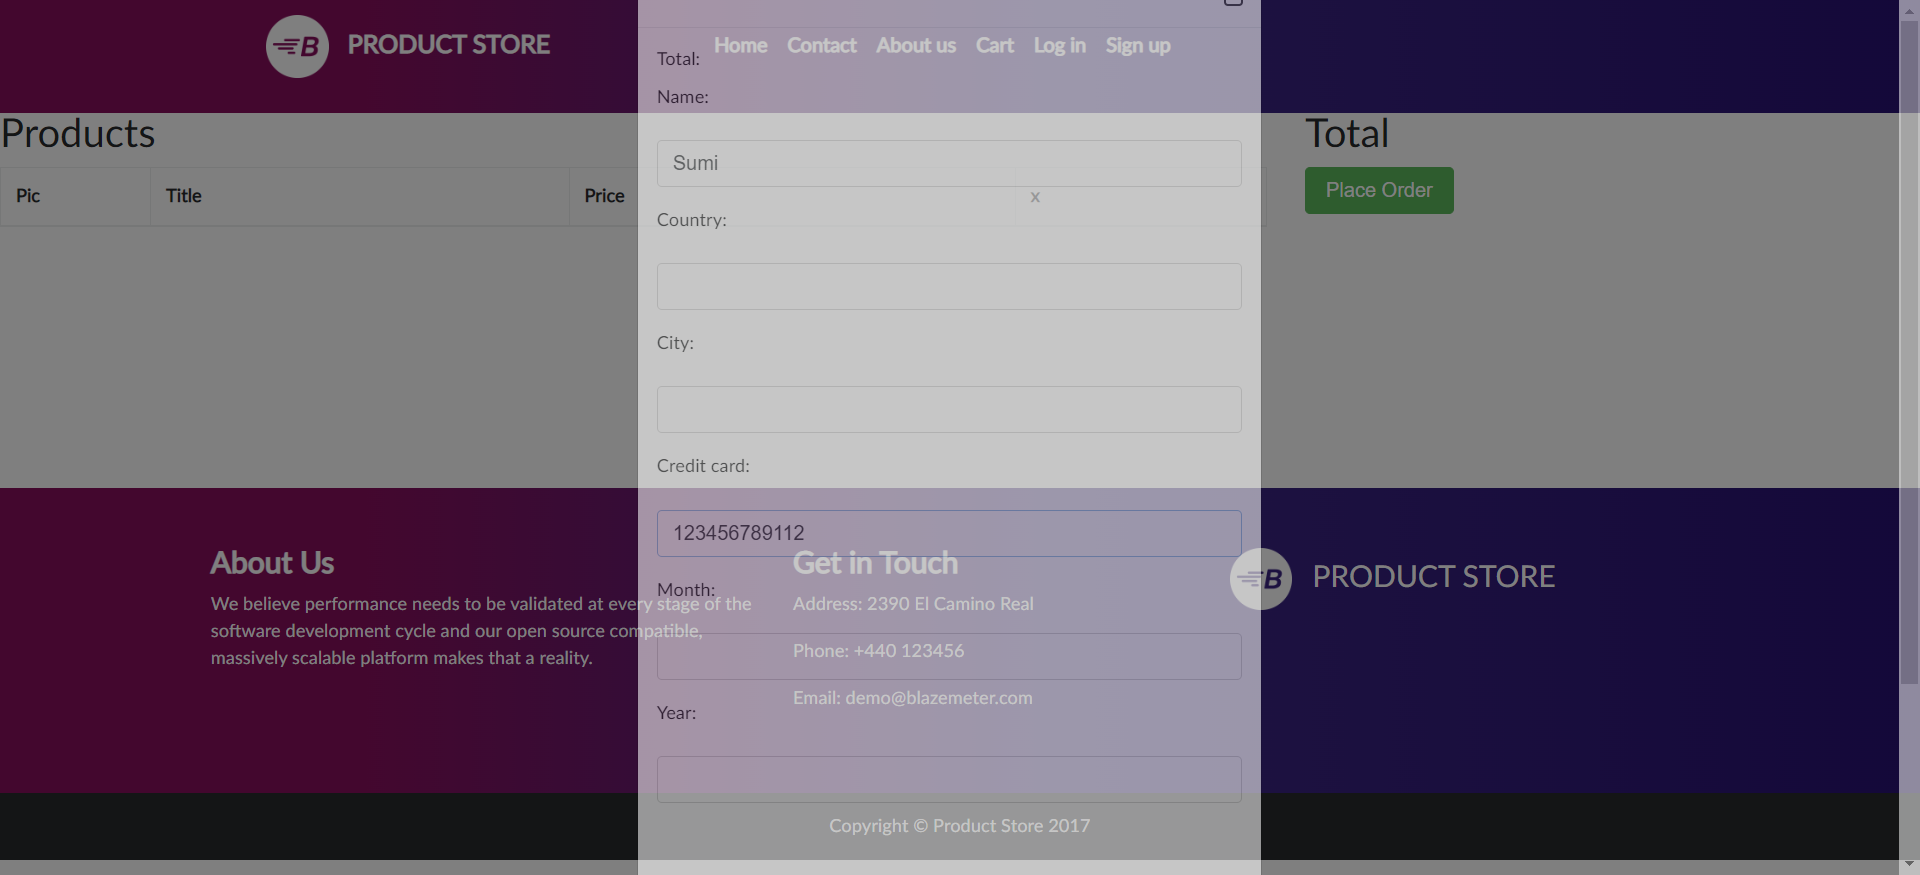 B PRODUCT STORE
Home Contact About us Cart Log in Sign up
Total:
Name:
Products
Total
Sumi
Place Order
Pic Title Price x
Country:
City:
Credit card:
123456789112
About Us
We believe performance needs to be validated at every stage of the
software development cycle and our open source compatible,
massively scalable platform makes that a reality.
Get in Touch
Address: 2390 El Camino Real
Phone: +440 123456
Email: demo@blazemeter.com
B PRODUCT STORE
Month:
Year:
Copyright © Product Store 2017